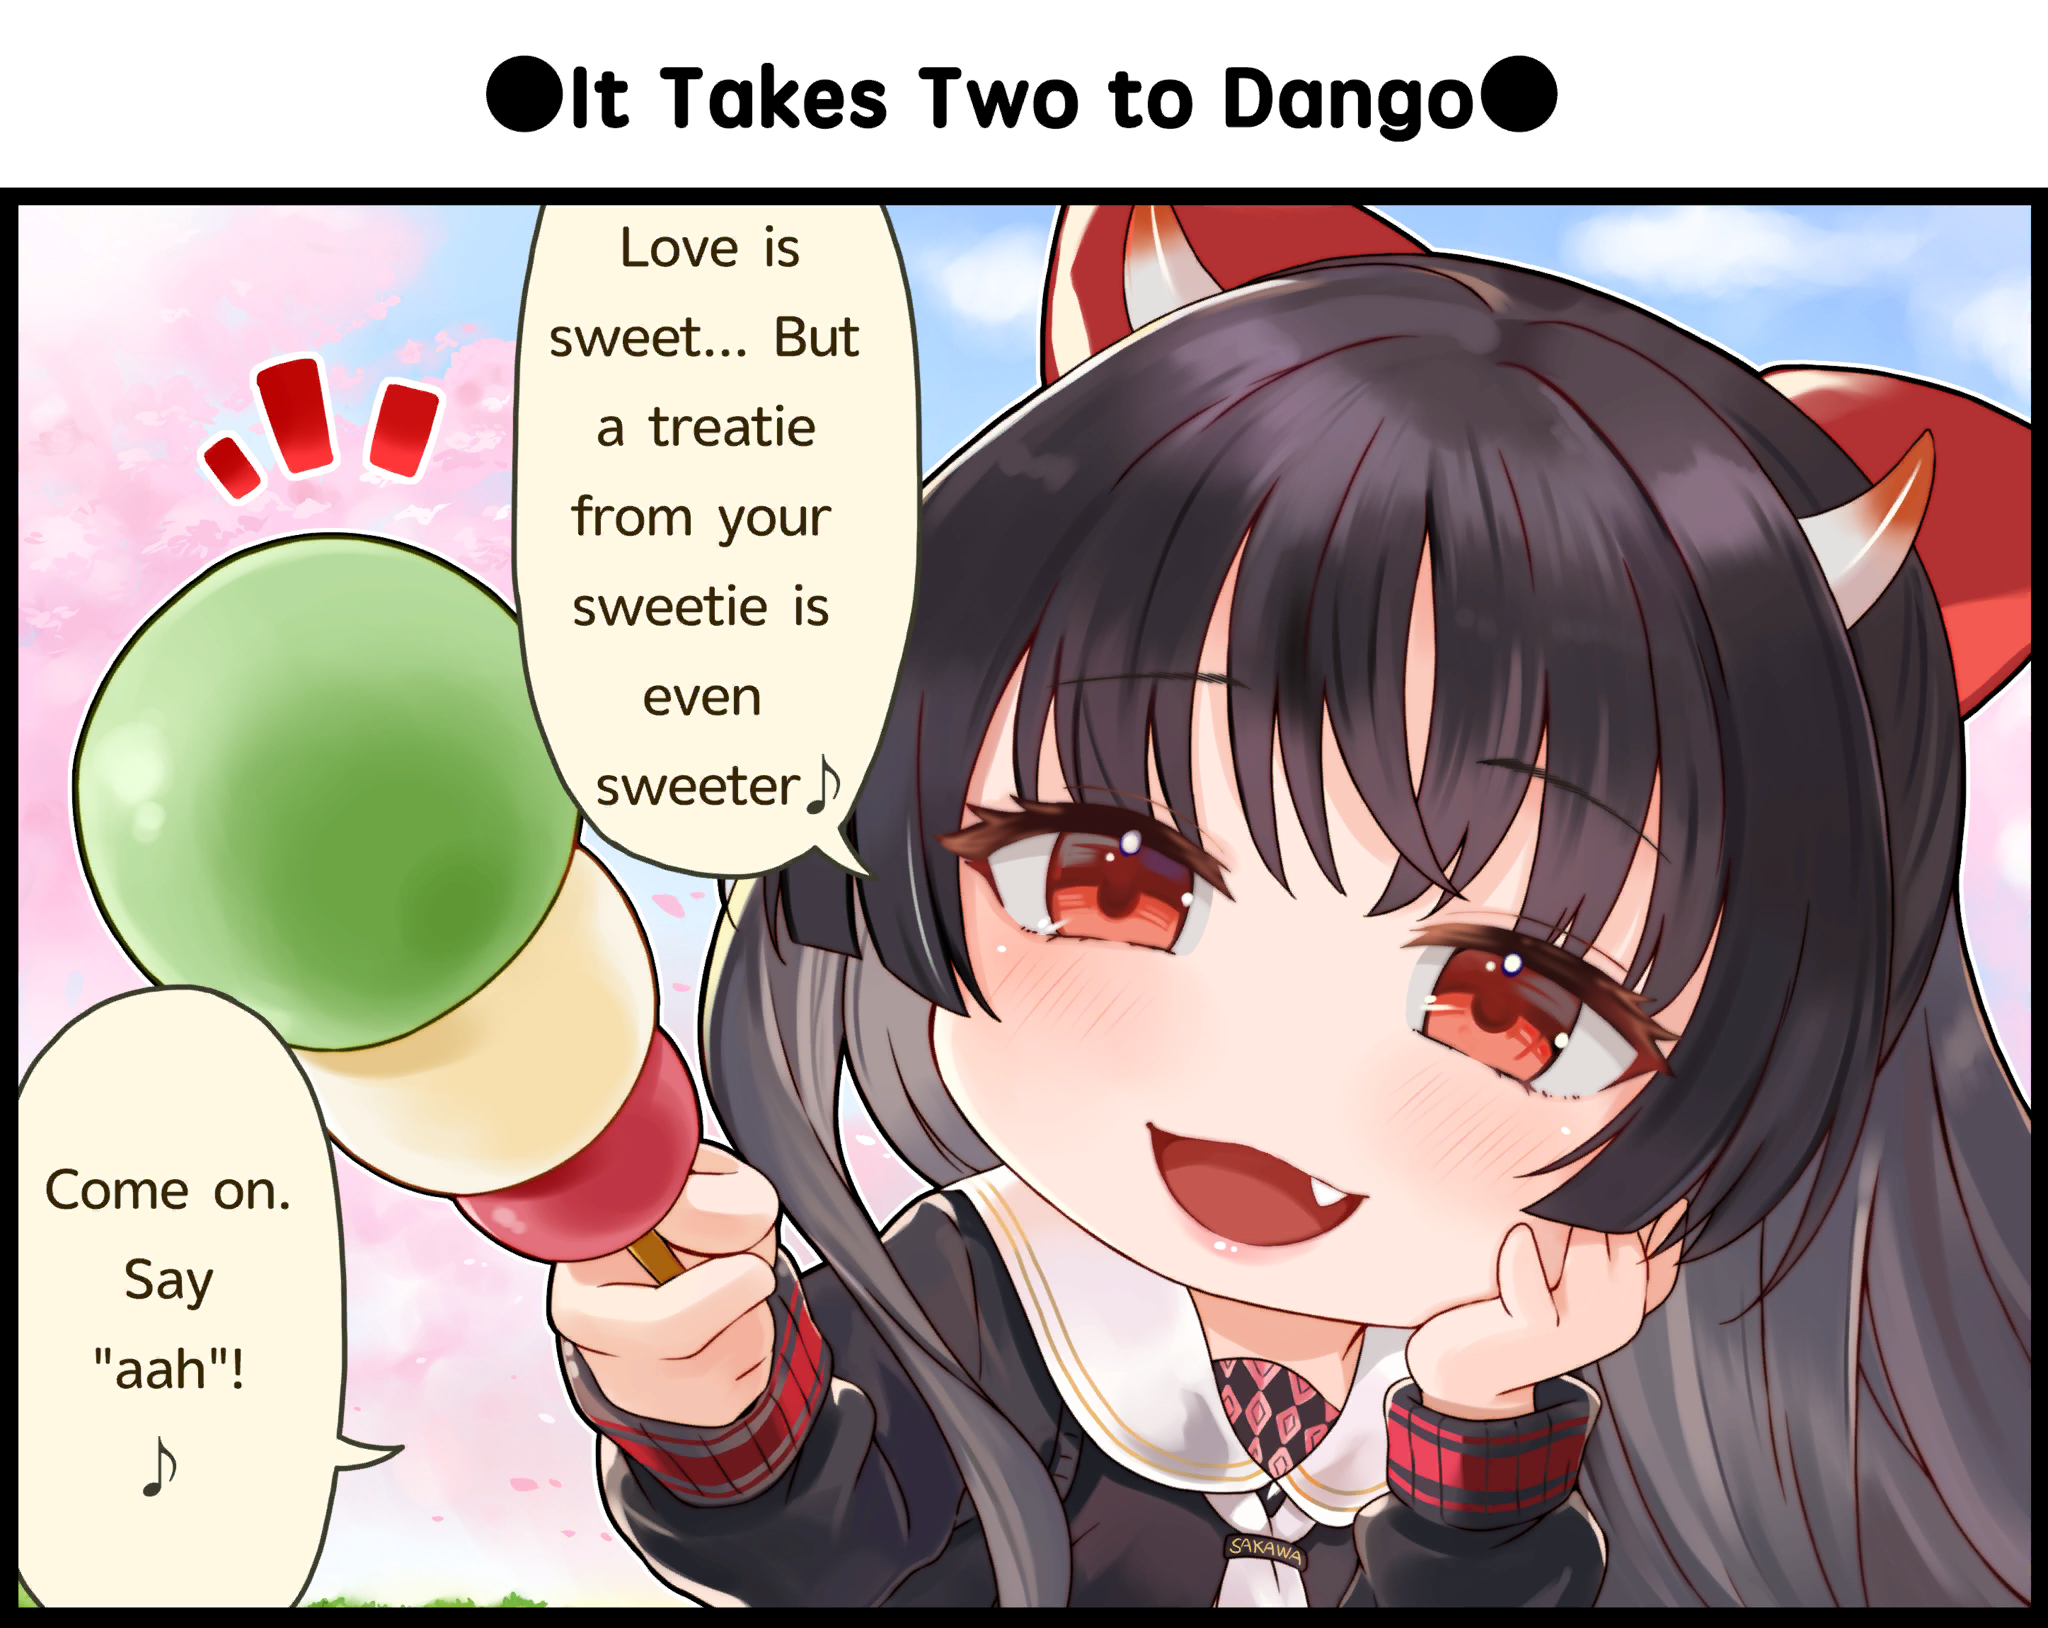 ●It Takes Two to Dango●
Love is
sweet... But
a treatie
from your
sweetie is
even
sweeter♪
Come on.
Say
"aah"!
♪
SAKAWA